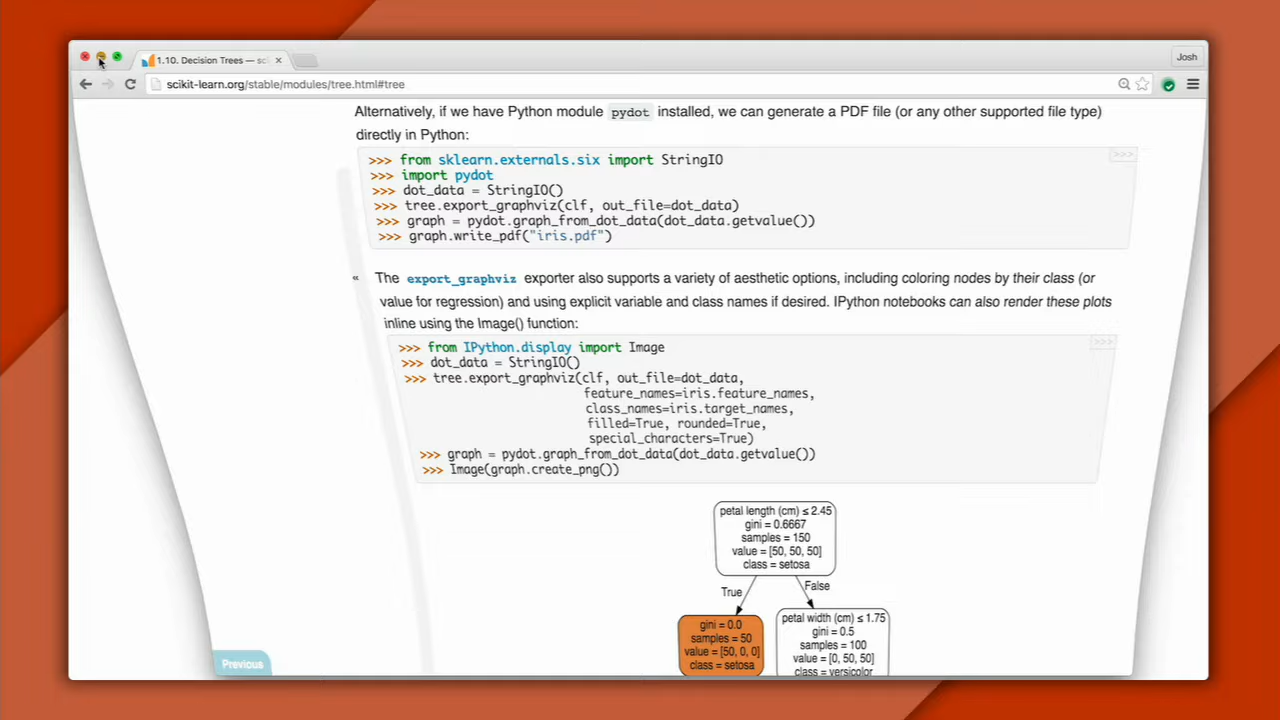 1.10. Decision Trees — sc
Josh
scikit-learn.org/stable/modules/tree.html#tree
Alternatively, if we have Python module pydot installed, we can generate a PDF file (or any other supported file type)
directly in Python:
>>>
>>> from sklearn.externals.six import StringIO
>>> import pydot
>>> dot_data = StringIO()
>>> tree.export_graphviz(clf, out_file=dot_data)
>>> graph = pydot.graph_from_dot_data(dot_data.getvalue())
>>> graph.write_pdf("iris.pdf")
«
The export_graphviz exporter also supports a variety of aesthetic options, including coloring nodes by their class (or
value for regression) and using explicit variable and class names if desired. IPython notebooks can also render these plots
inline using the Image() function:
>>>
>>> from IPython.display import Image
>>> dot_data = StringIO()
>>> tree.export_graphviz(clf, out_file=dot_data,
feature_names=iris.feature_names,
class_names=iris.target_names,
filled=True, rounded=True,
special_characters=True)
>>> graph = pydot.graph_from_dot_data(dot_data.getvalue())
>>> Image(graph.create_png())
petal length (cm) ≤ 2.45
gini = 0.6667
samples = 150
value = [50, 50, 50]
class = setosa
True
False
gini = 0.0
samples = 50
value = [50, 0, 0]
class = setosa
petal width (cm) ≤ 1.75
gini = 0.5
samples = 100
value = [0, 50, 50]
class = versicolor
Previous